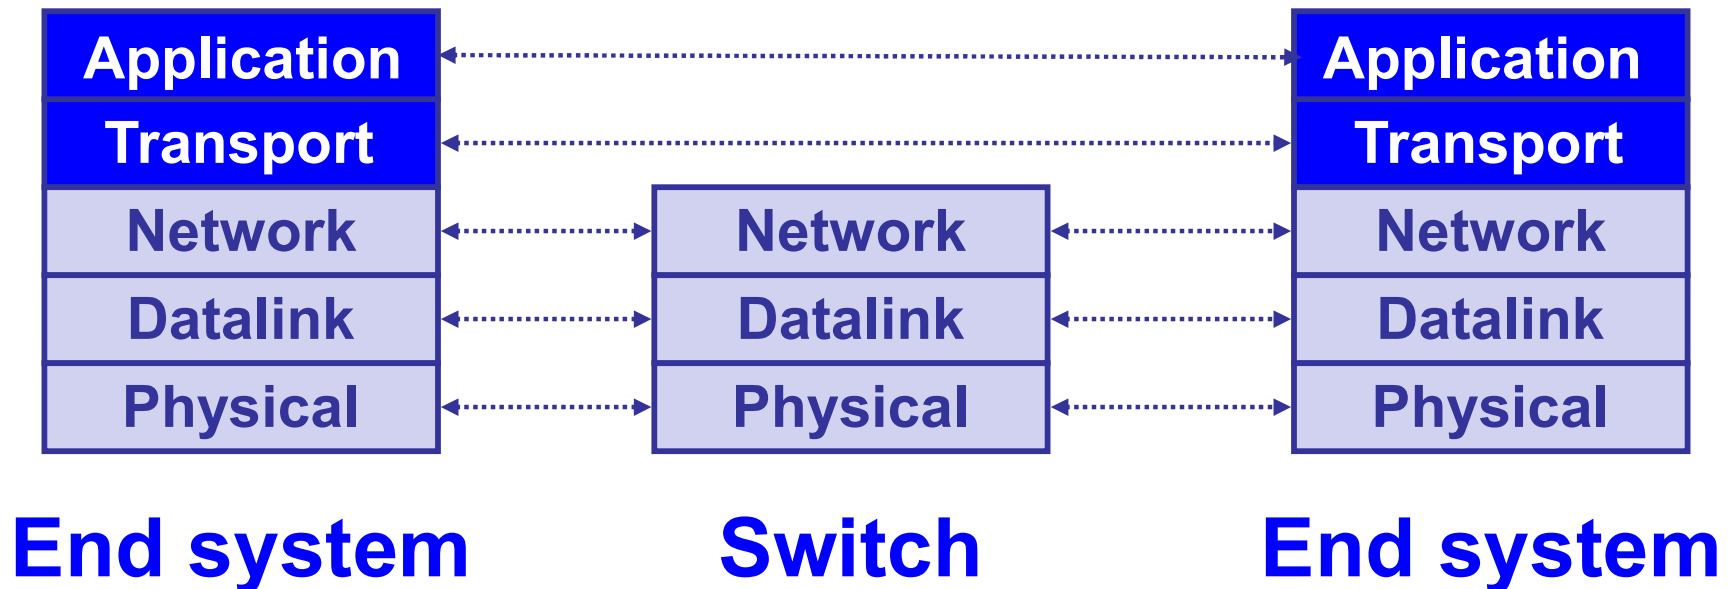 Application
Application
Transport
Transport
Network
Network
Network
Datalink
Datalink
Datalink
Physical
Physical
Physical
End system
Switch
End system